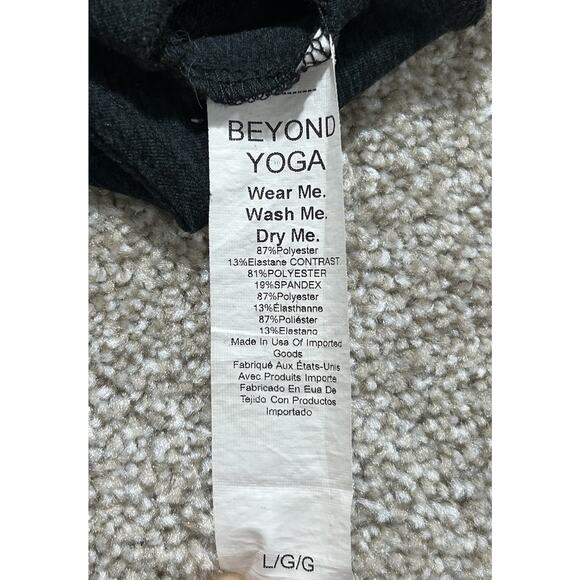 BEYOND
YOGA
Wear Me.
Wash Me.
Dry Me.
87%Polyester
13%Elastane CONTRAST
81%POLYESTER
19%SPANDEX
87%Polyester
13%Élasthanne
87%Poliéster
13%Elastano
Made In Usa Of Imported
Goods
Fabriqué Aux États-Unis
Avec Produits Importe
Fabricado En Eua De
Tejido Con Productos
Importado
L/G/G